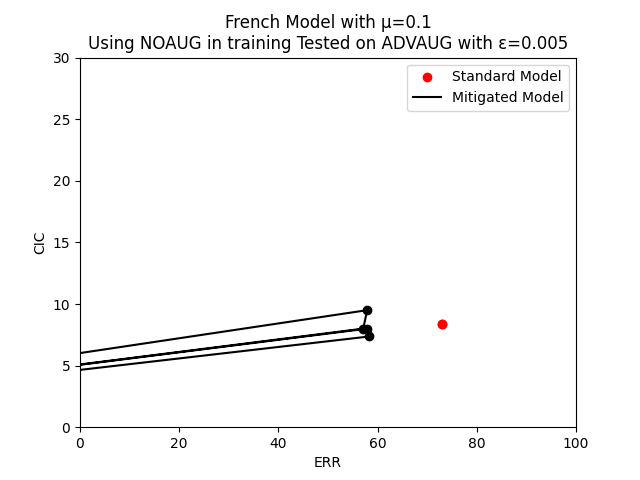 French Model with μ=0.1
Using NOAUG in training Tested on ADVAUG with ε=0.005
Standard Model
Mitigated Model
30
25
20
15
10
5
0
CIC
0 20 40 60 80 100
ERR